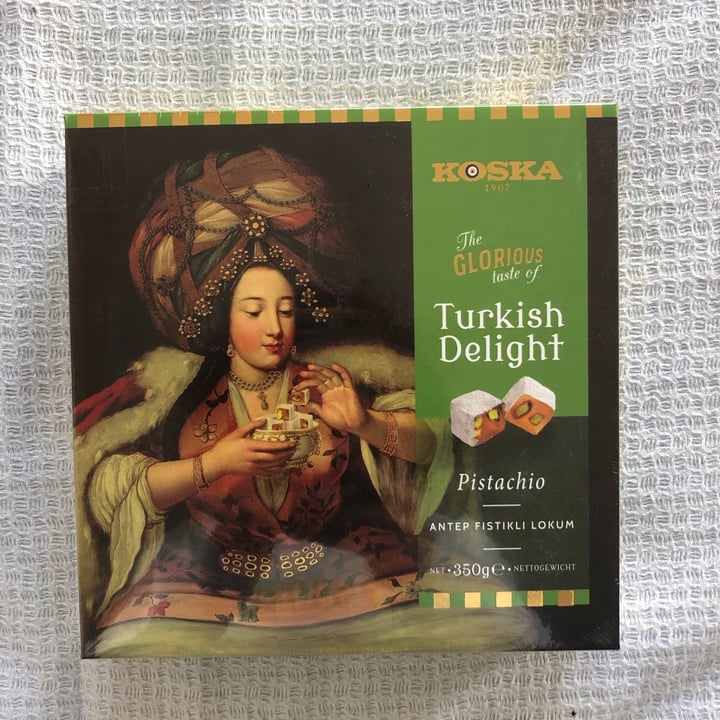 KOSKA
1907
The
GLORIOUS
taste of
Turkish
Delight
Pistachio
ANTEP FISTIKLI LOKUM
NET • 350g℮ • NETTOGEWICHT